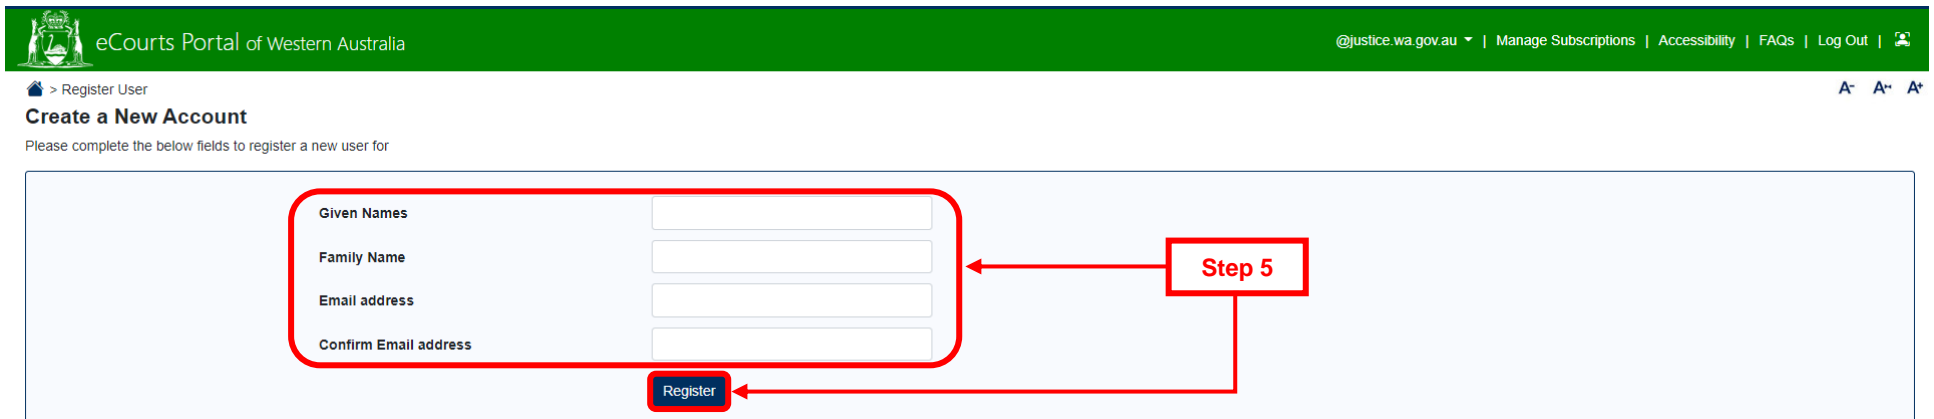 eCourts Portal of Western Australia
@justice.wa.gov.au | Manage Subscriptions | Accessibility | FAQs | Log Out |
> Register User
A- A↔ A+
Create a New Account
Please complete the below fields to register a new user for
Given Names
Family Name
Step 5
Email address
Confirm Email address
Register